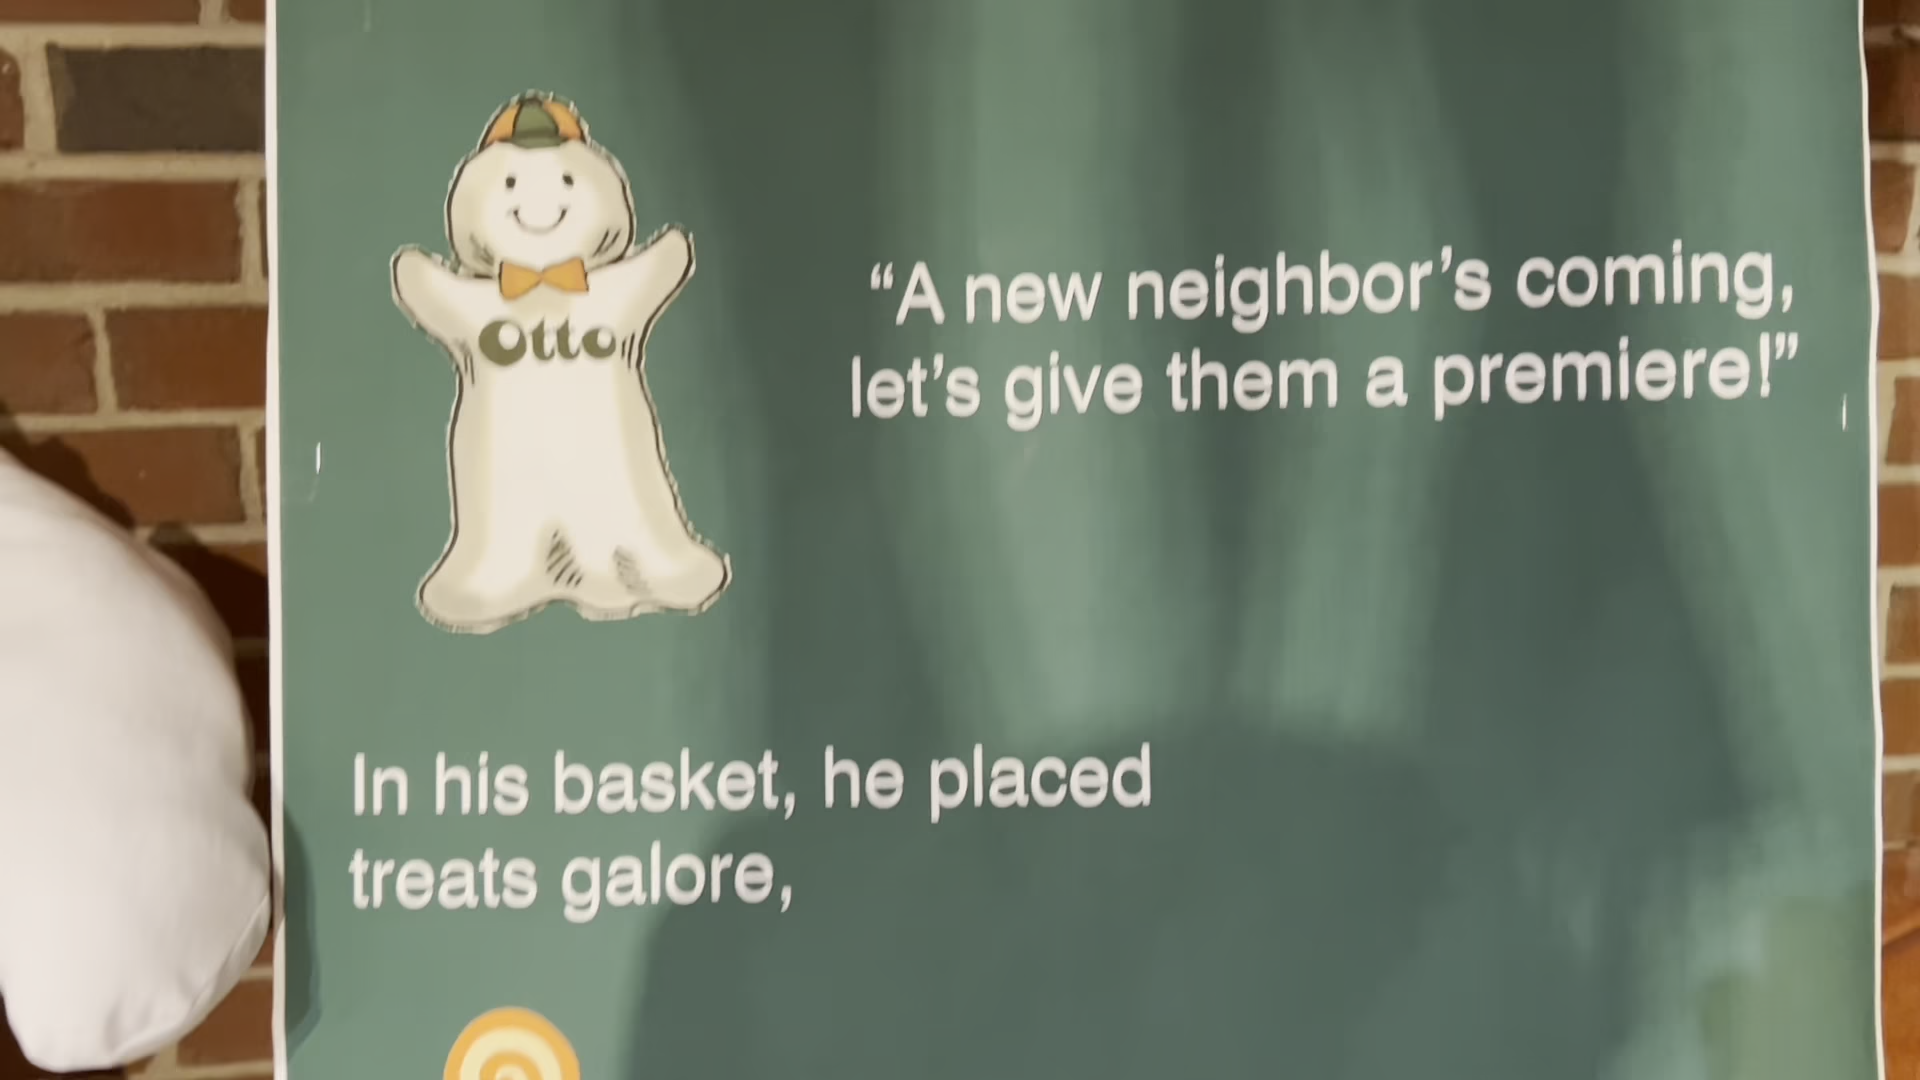 Otto
“A new neighbor’s coming,
let’s give them a premiere!”
In his basket, he placed
treats galore,